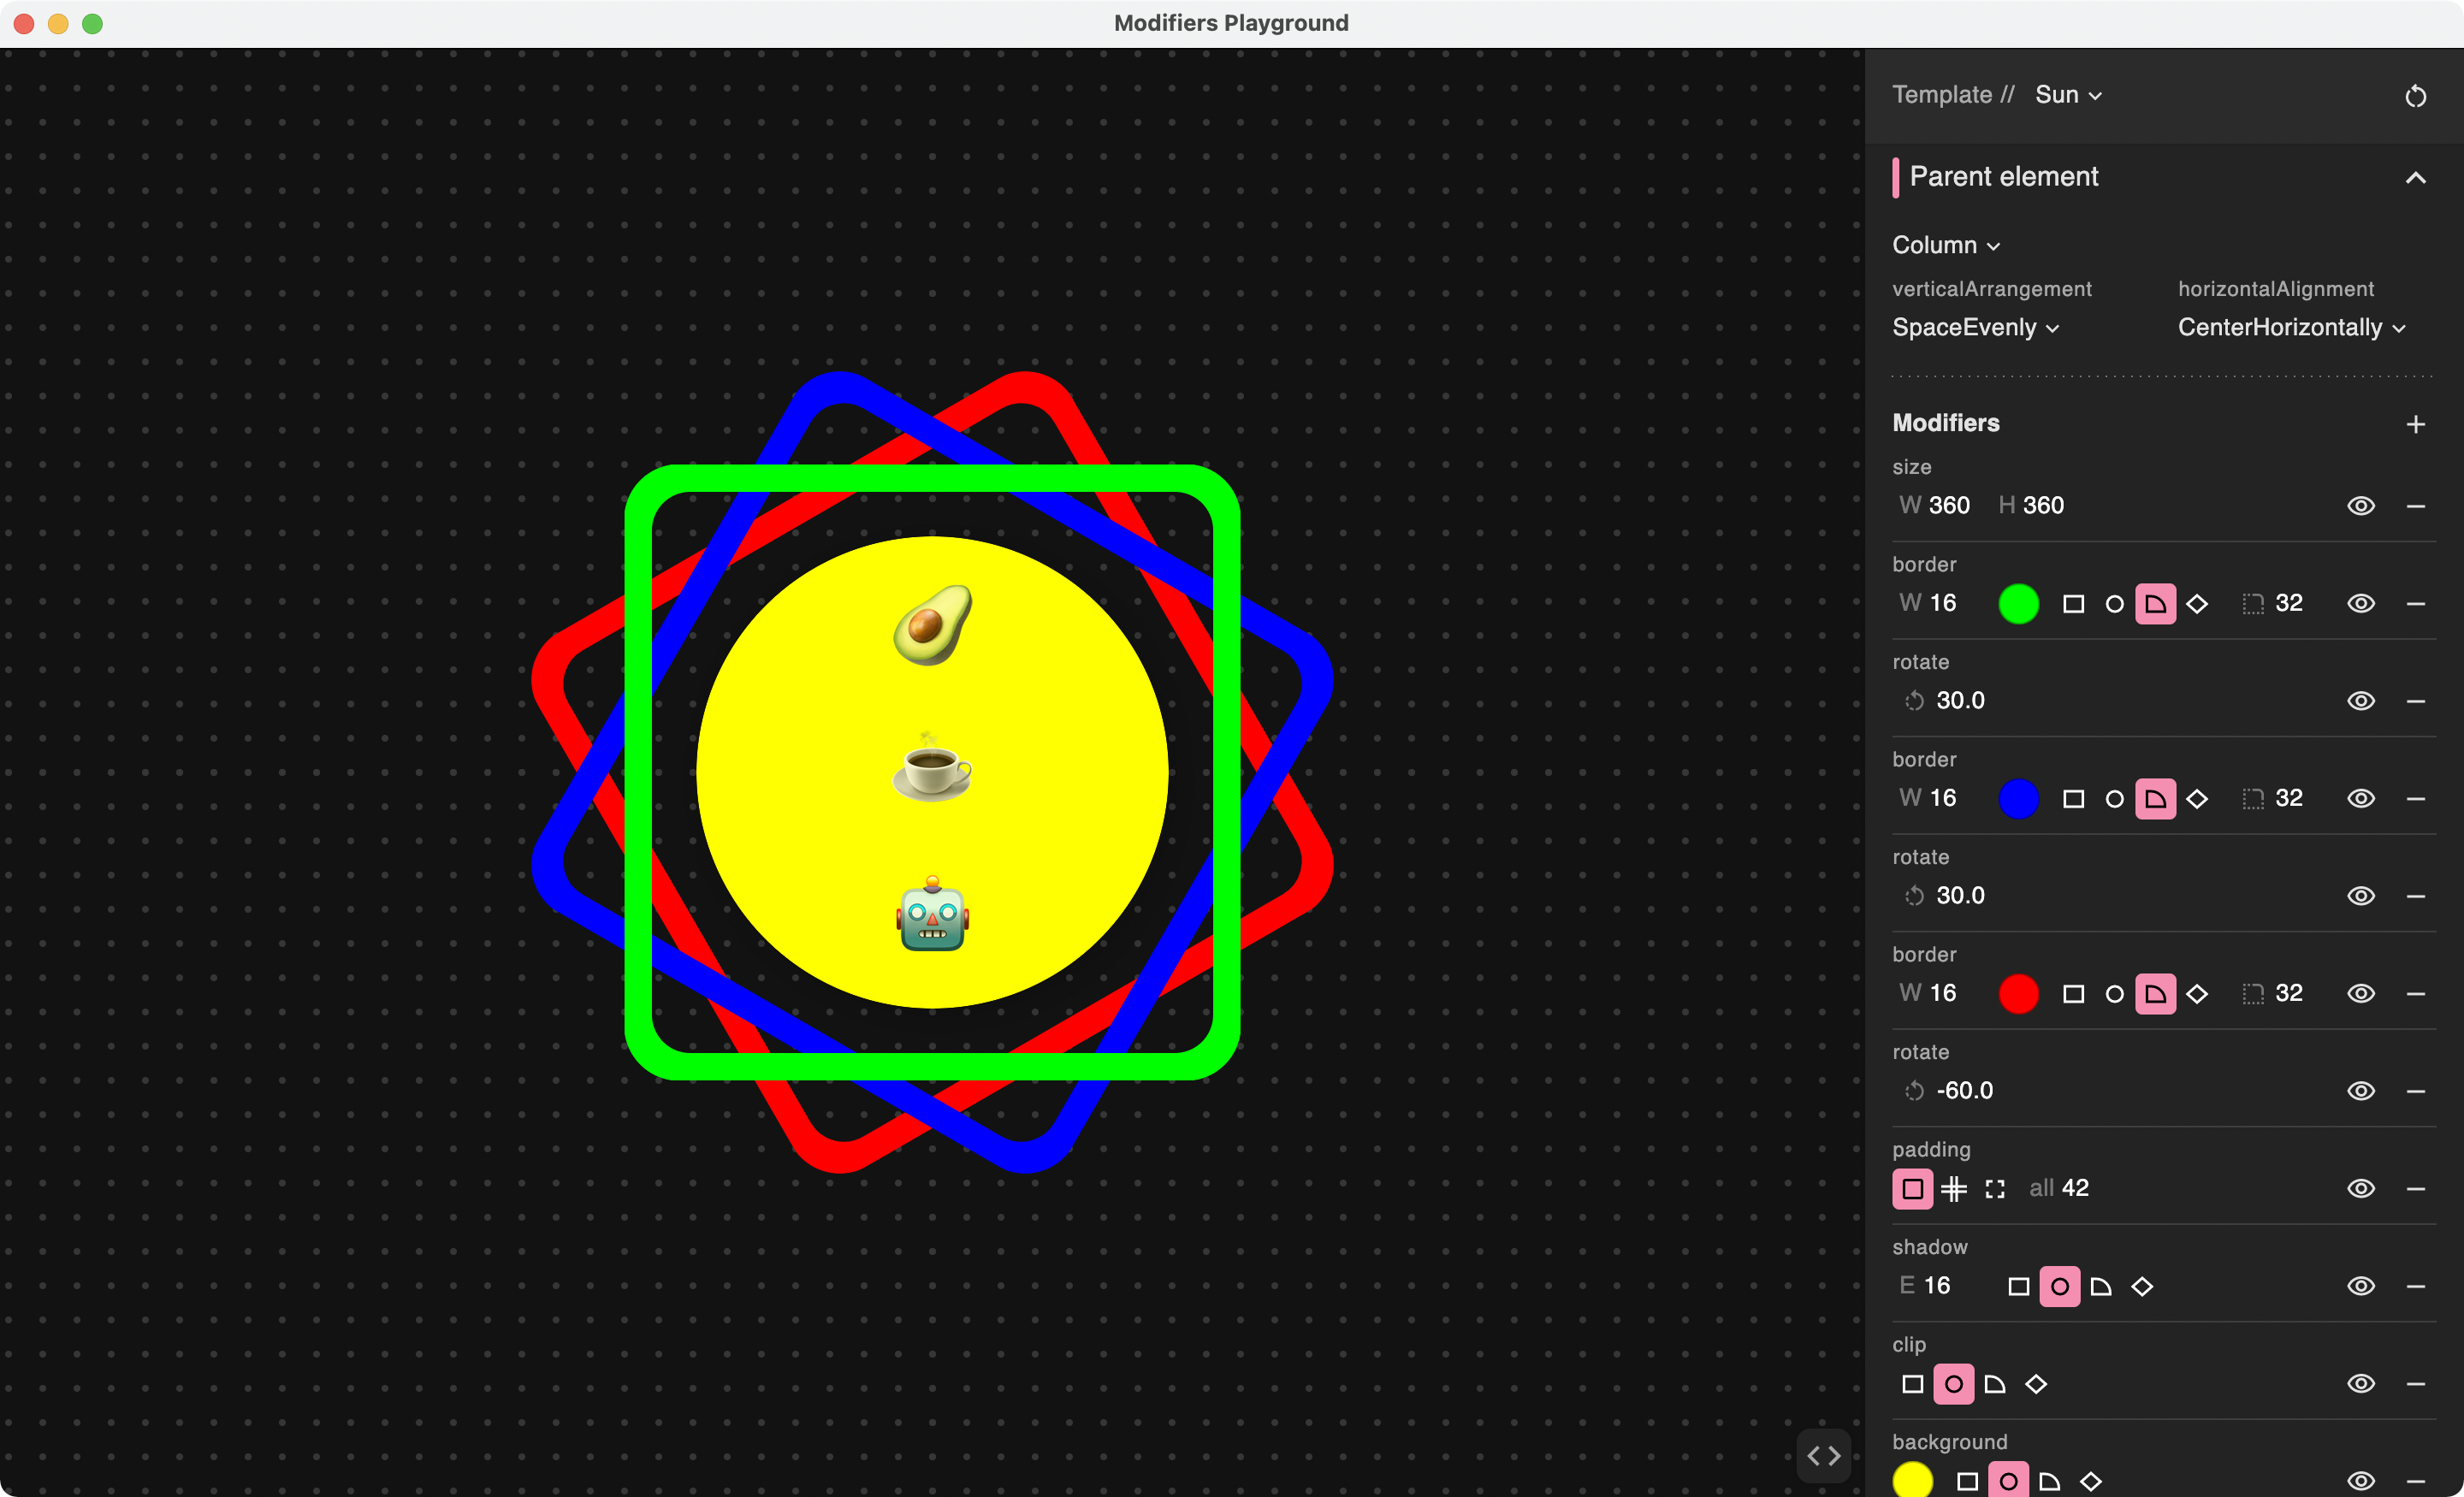 Modifiers Playground
Template // Sun
Parent element
Column
verticalArrangement horizontalAlignment
SpaceEvenly CenterHorizontally
Modifiers
size
W 360 H 360
border
W 16 32
rotate
30.0
border
W 16 32
rotate
30.0
border
W 16 32
rotate
-60.0
padding
all 42
shadow
E 16
clip
background